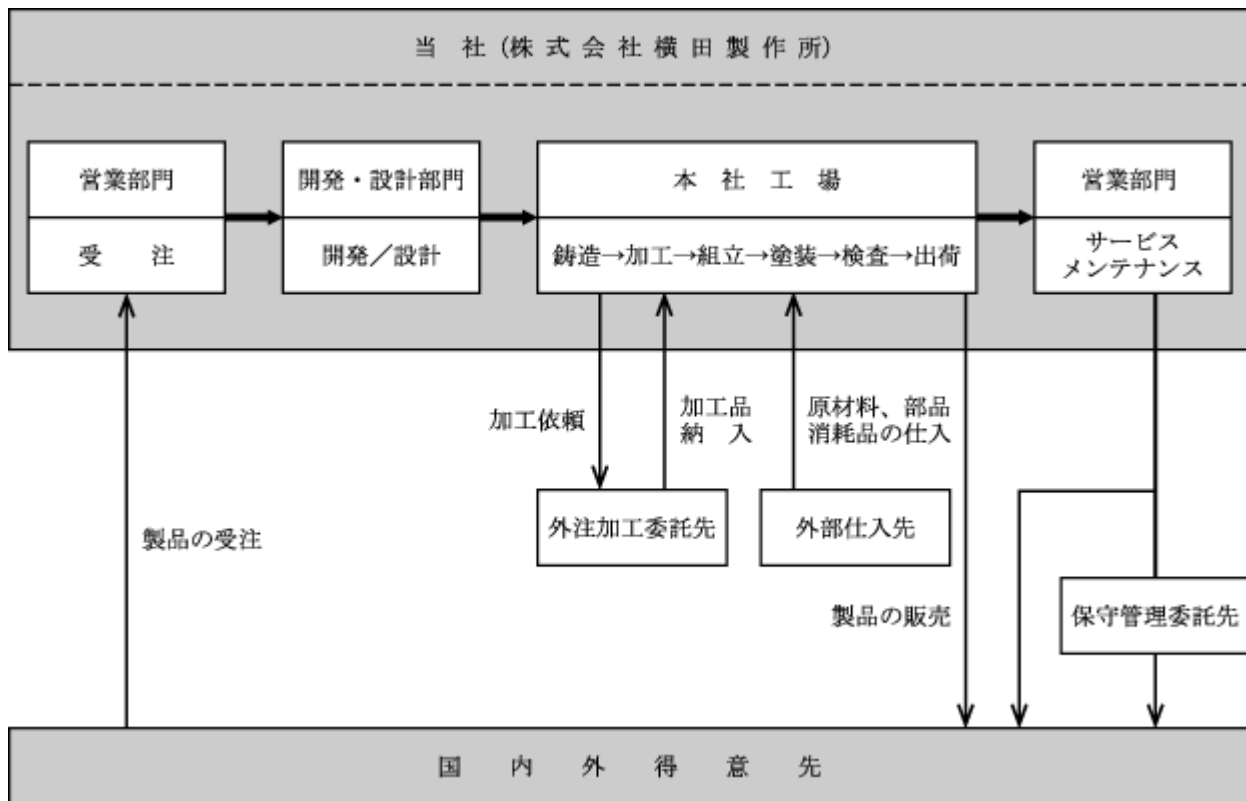 当社(株式会社横田製作所)
営業部門
受注
開発・設計部門
開発/設計
本社工場
鋳造→加工→組立→塗装→検査→出荷
営業部門
サービス
メンテナンス
加工依頼
加工品
納入
原材料、部品
消耗品の仕入
外注加工委託先
外部仕入先
製品の受注
製品の販売
保守管理委託先
国内外得意先